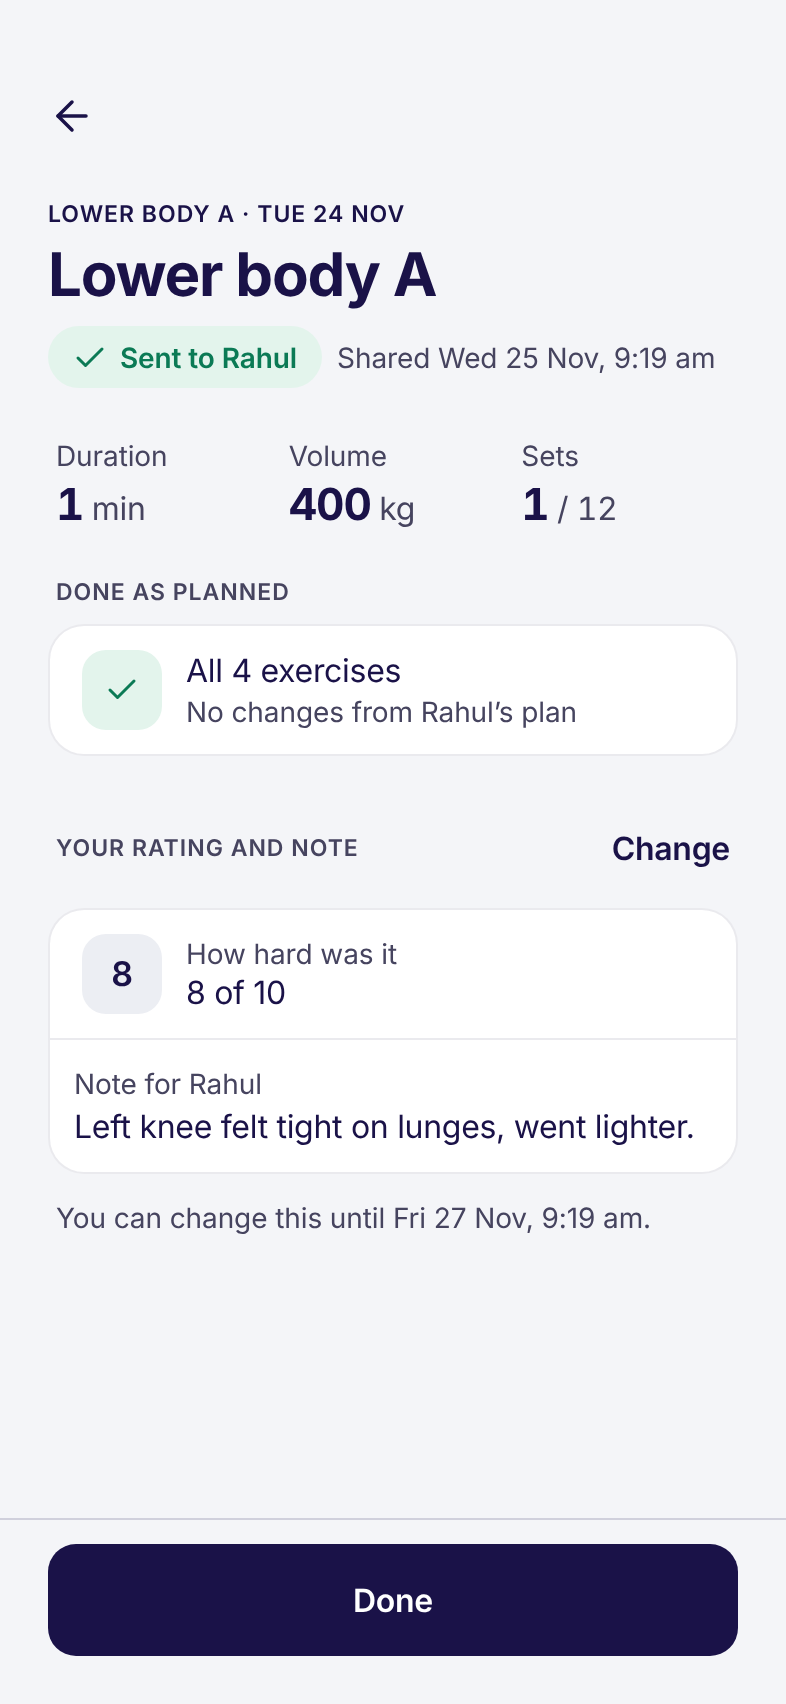 LOWER BODY A · TUE 24 NOV
Lower body A
Sent to Rahul
Shared Wed 25 Nov, 9:19 am
Duration
1 min
Volume
400 kg
Sets
1 / 12
DONE AS PLANNED
All 4 exercises
No changes from Rahul’s plan
YOUR RATING AND NOTE
Change
8
How hard was it
8 of 10
Note for Rahul
Left knee felt tight on lunges, went lighter.
You can change this until Fri 27 Nov, 9:19 am.
Done